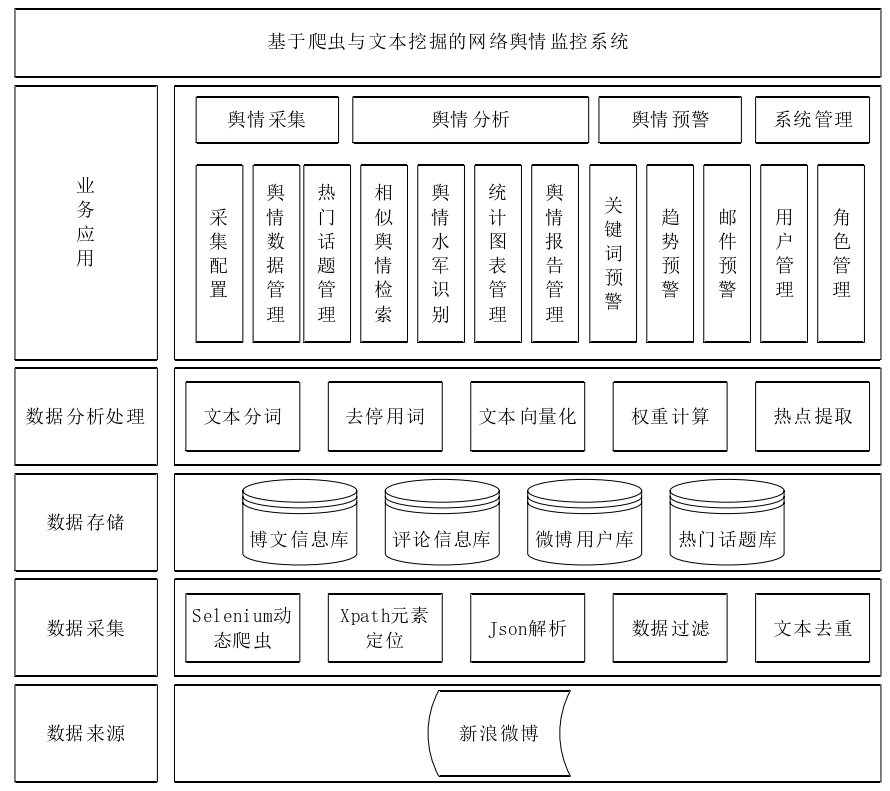 基于爬虫与文本挖掘的网络舆情监控系统
业务应用
舆情采集
舆情分析
舆情预警
系统管理
采集配置
舆情数据管理
热门话题管理
相似舆情检索
舆情水军识别
统计图表管理
舆情报告管理
关键词预警
趋势预警
邮件预警
用户管理
角色管理
数据分析处理
文本分词
去停用词
文本向量化
权重计算
热点提取
数据存储
博文信息库
评论信息库
微博用户库
热门话题库
数据采集
Selenium动
态爬虫
Xpath元素
定位
Json解析
数据过滤
文本去重
数据来源
新浪微博